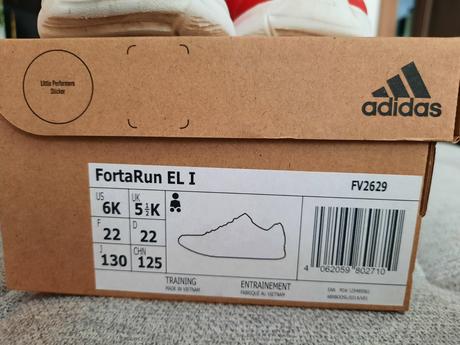 Little Performers
Sticker
adidas
FortaRun EL I
FV2629
US UK
6K 5½K
F D
22 22
J CHN
130 125
TRAINING
MADE IN VIETNAM
ENTRAINEMENT
FABRIQUÉ AU VIETNAM
4 062059 802710